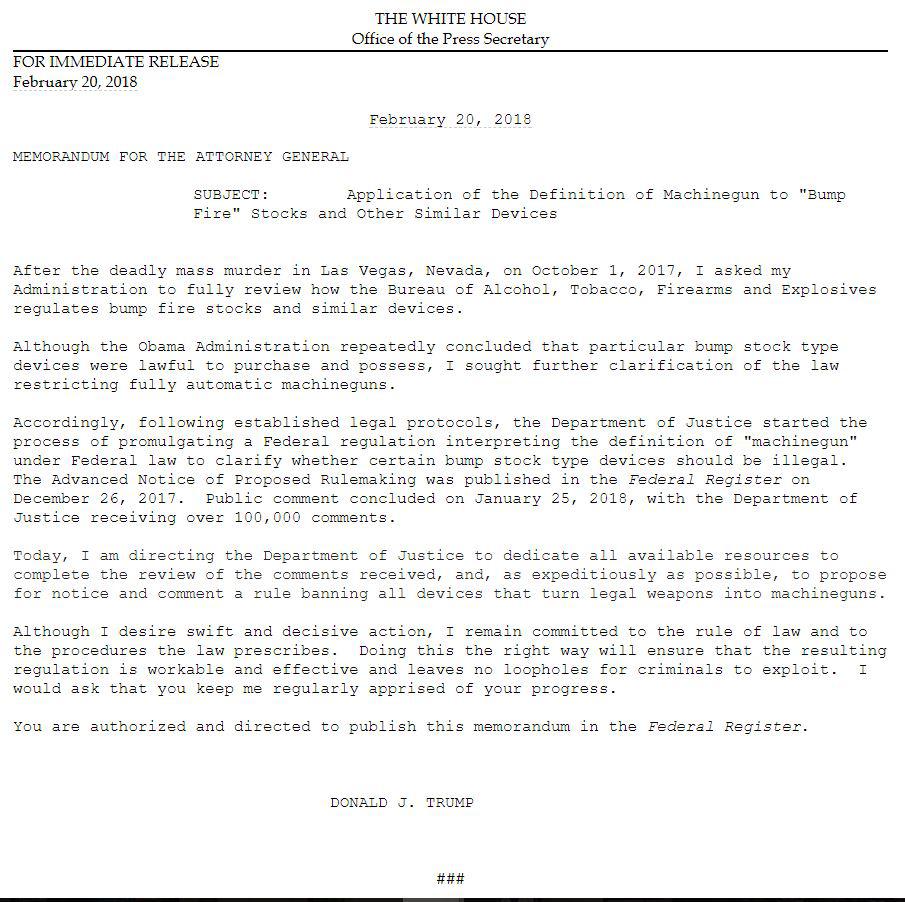 THE WHITE HOUSE
Office of the Press Secretary
FOR IMMEDIATE RELEASE
February 20, 2018
February 20, 2018
MEMORANDUM FOR THE ATTORNEY GENERAL
SUBJECT: Application of the Definition of Machinegun to "Bump
Fire" Stocks and Other Similar Devices
After the deadly mass murder in Las Vegas, Nevada, on October 1, 2017, I asked my
Administration to fully review how the Bureau of Alcohol, Tobacco, Firearms and Explosives
regulates bump fire stocks and similar devices.
Although the Obama Administration repeatedly concluded that particular bump stock type
devices were lawful to purchase and possess, I sought further clarification of the law
restricting fully automatic machineguns.
Accordingly, following established legal protocols, the Department of Justice started the
process of promulgating a Federal regulation interpreting the definition of "machinegun"
under Federal law to clarify whether certain bump stock type devices should be illegal.
The Advanced Notice of Proposed Rulemaking was published in the Federal Register on
December 26, 2017. Public comment concluded on January 25, 2018, with the Department of
Justice receiving over 100,000 comments.
Today, I am directing the Department of Justice to dedicate all available resources to
complete the review of the comments received, and, as expeditiously as possible, to propose
for notice and comment a rule banning all devices that turn legal weapons into machineguns.
Although I desire swift and decisive action, I remain committed to the rule of law and to
the procedures the law prescribes. Doing this the right way will ensure that the resulting
regulation is workable and effective and leaves no loopholes for criminals to exploit. I
would ask that you keep me regularly apprised of your progress.
You are authorized and directed to publish this memorandum in the Federal Register.
DONALD J. TRUMP
###